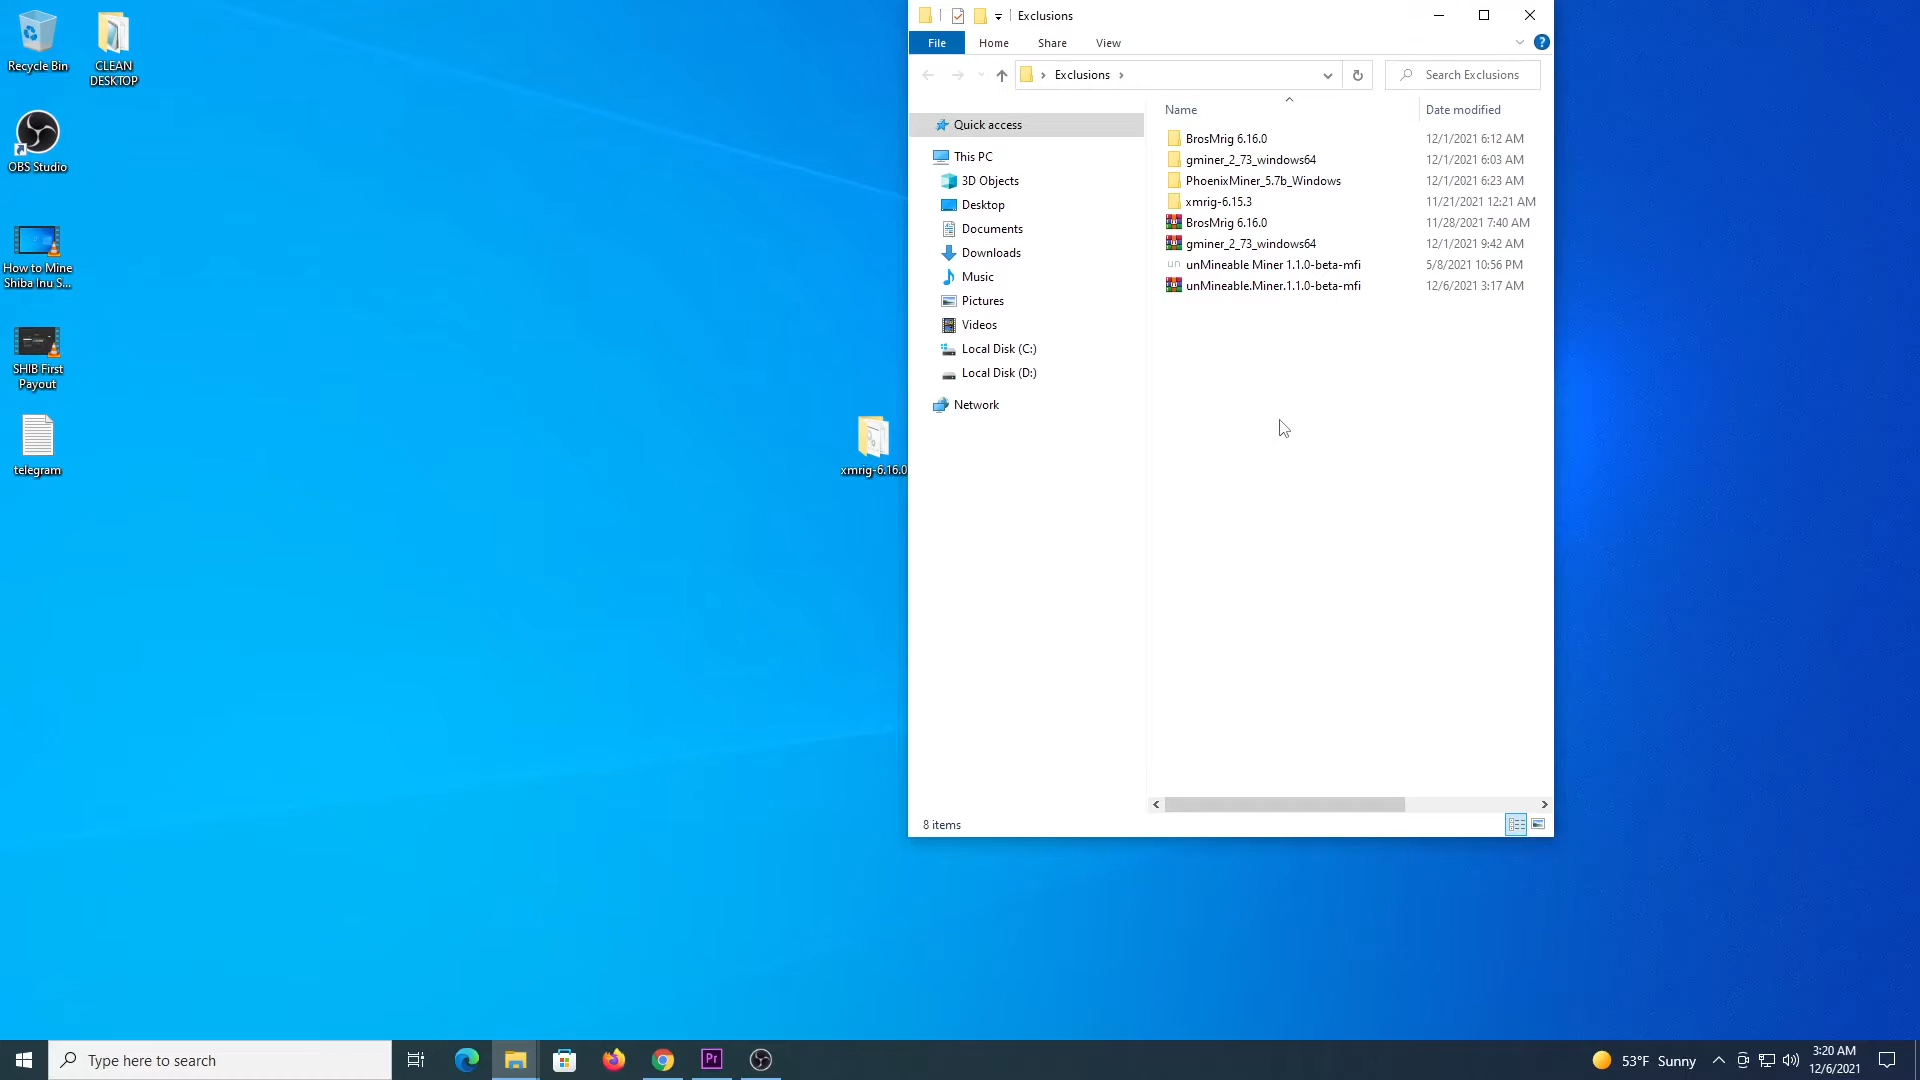 Recycle Bin
CLEAN
DESKTOP
OBS Studio
How to Mine
Shiba Inu S...
SHIB First
Payout
telegram
xmrig-6.16.0
Exclusions
File
Home
Share
View
Exclusions
Search Exclusions
Quick access
This PC
3D Objects
Desktop
Documents
Downloads
Music
Pictures
Videos
Local Disk (C:)
Local Disk (D:)
Network
Name
Date modified
BrosMrig 6.16.0
12/1/2021 6:12 AM
gminer_2_73_windows64
12/1/2021 6:03 AM
PhoenixMiner_5.7b_Windows
12/1/2021 6:23 AM
xmrig-6.15.3
11/21/2021 12:21 AM
BrosMrig 6.16.0
11/28/2021 7:40 AM
gminer_2_73_windows64
12/1/2021 9:42 AM
un
unMineable Miner 1.1.0-beta-mfi
5/8/2021 10:56 PM
unMineable.Miner.1.1.0-beta-mfi
12/6/2021 3:17 AM
8 items
Type here to search
Pr
53°F Sunny
3:20 AM
12/6/2021